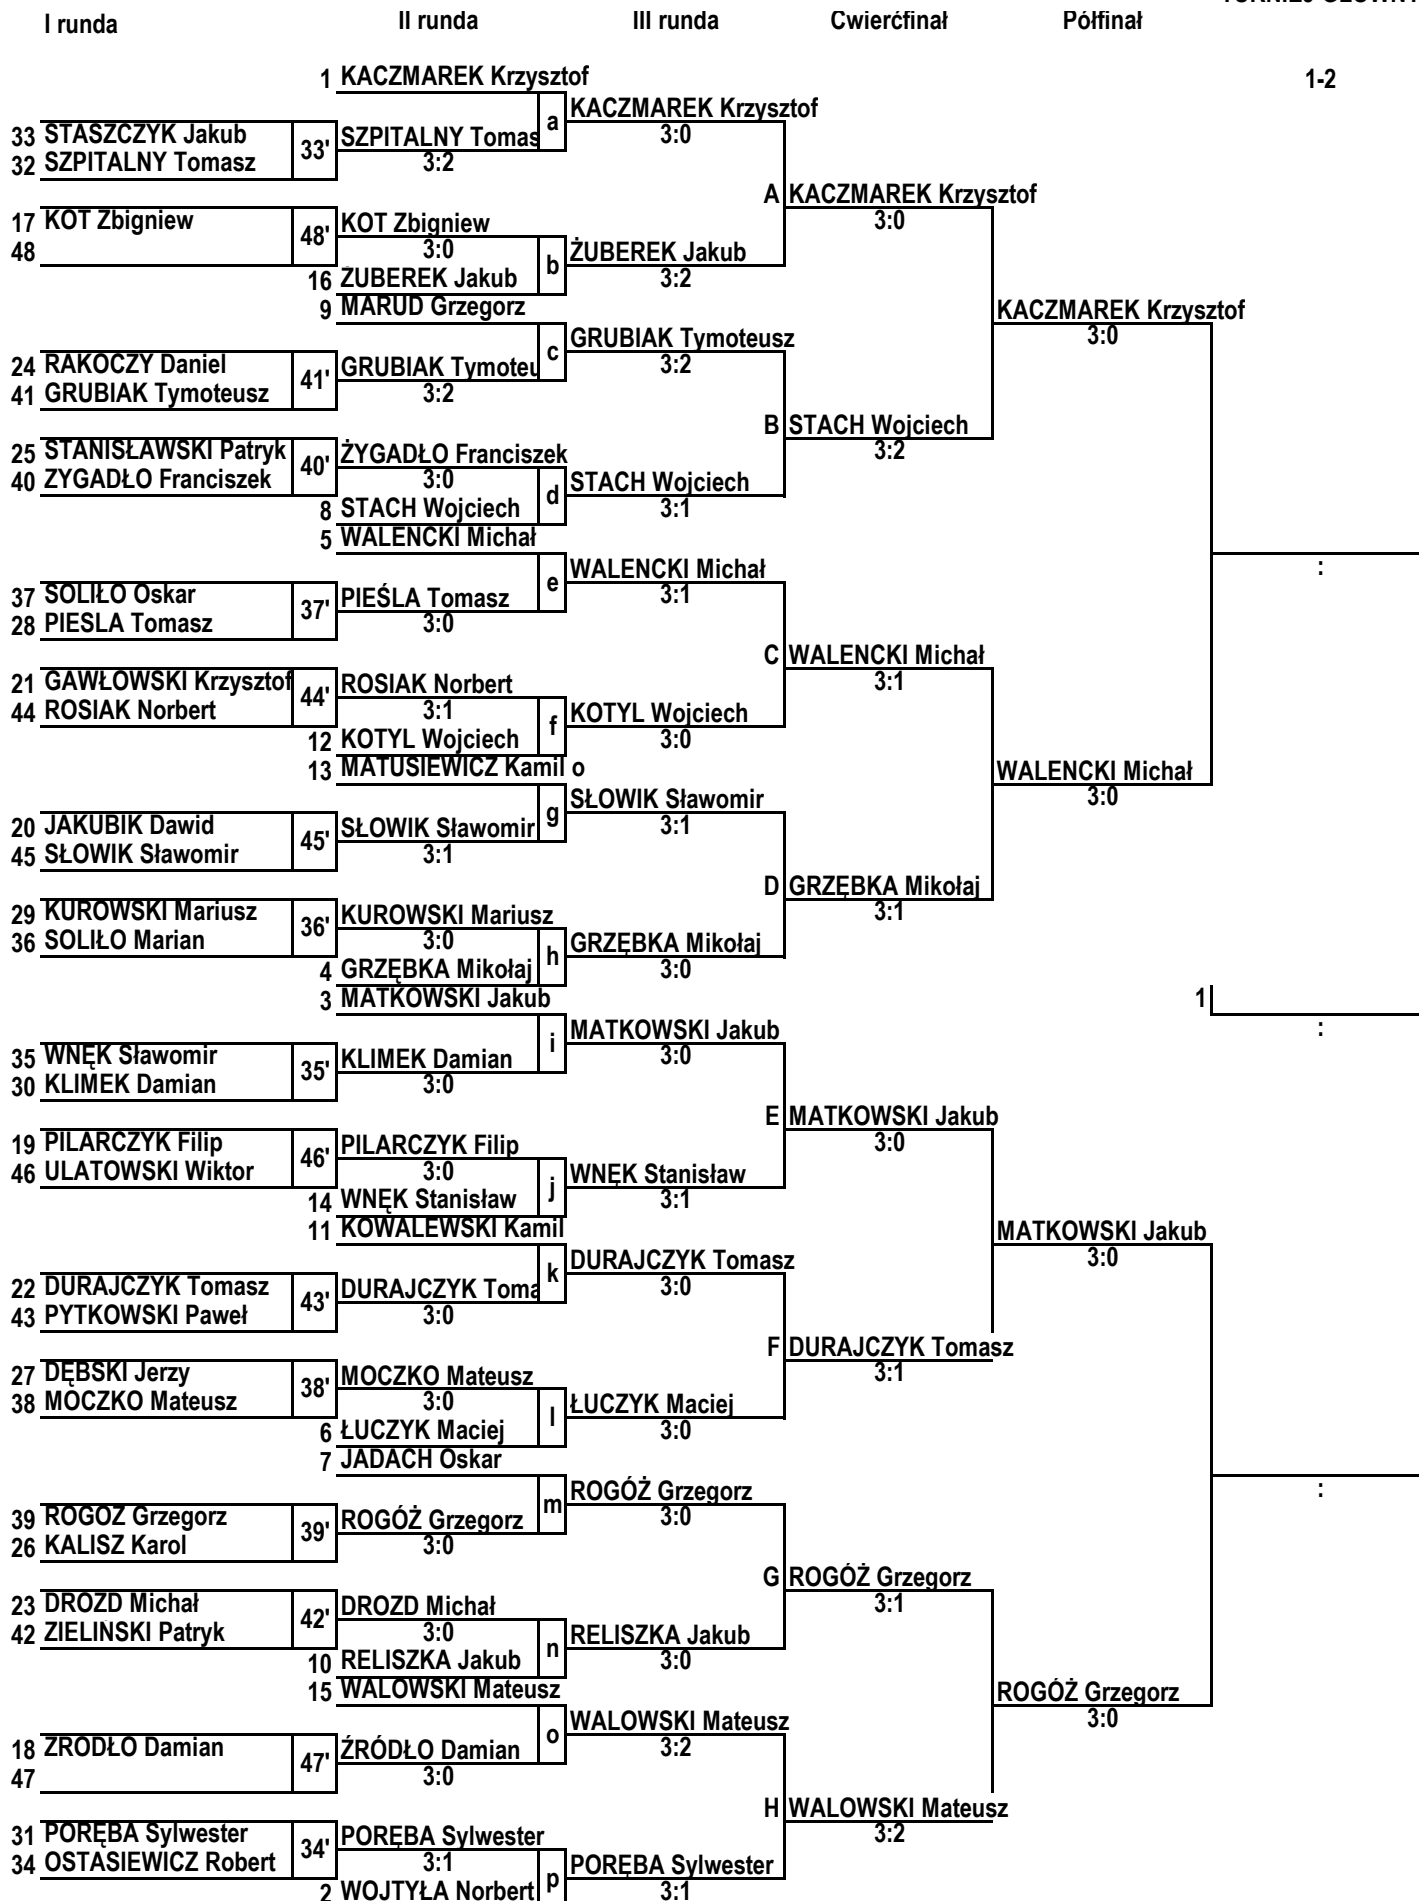 I runda II runda III runda Ćwierćfinał Półfinał
1 KACZMAREK Krzysztof 1-2
a KACZMAREK Krzysztof
33 STASZCZYK Jakub 33' SZPITALNY Tomas 3:0
32 SZPITALNY Tomasz 3:2
A KACZMAREK Krzysztof
17 KOT Zbigniew 48' KOT Zbigniew 3:0
48 3:0 b ŻUBEREK Jakub
16 ŻUBEREK Jakub 3:2
9 MARUD Grzegorz KACZMAREK Krzysztof
c GRUBIAK Tymoteusz 3:0
24 RAKOCZY Daniel 41' GRUBIAK Tymoteu 3:2
41 GRUBIAK Tymoteusz 3:2
B STACH Wojciech
25 STANISŁAWSKI Patryk 40' ŻYGADŁO Franciszek 3:2
40 ŻYGADŁO Franciszek 3:0 d STACH Wojciech
8 STACH Wojciech 3:1
5 WALENCKI Michał
e WALENCKI Michał :
37 SOLIŁO Oskar 37' PIEŚLA Tomasz 3:1
28 PIEŚLA Tomasz 3:0
C WALENCKI Michał
21 GAWŁOWSKI Krzysztof 44' ROSIAK Norbert 3:1
44 ROSIAK Norbert 3:1 f KOTYL Wojciech
12 KOTYL Wojciech 3:0
13 MATUSIEWICZ Kamil o WALENCKI Michał
g SŁOWIK Sławomir 3:0
20 JAKUBIK Dawid 45' SŁOWIK Sławomir 3:1
45 SŁOWIK Sławomir 3:1
D GRZĘBKA Mikołaj
29 KUROWSKI Mariusz 36' KUROWSKI Mariusz 3:1
36 SOLIŁO Marian 3:0 h GRZĘBKA Mikołaj
4 GRZĘBKA Mikołaj 3:0
3 MATKOWSKI Jakub 1
i MATKOWSKI Jakub :
35 WNĘK Sławomir 35' KLIMEK Damian 3:0
30 KLIMEK Damian 3:0
E MATKOWSKI Jakub
19 PILARCZYK Filip 46' PILARCZYK Filip 3:0
46 ULATOWSKI Wiktor 3:0 j WNĘK Stanisław
14 WNĘK Stanisław 3:1
11 KOWALEWSKI Kamil MATKOWSKI Jakub
k DURAJCZYK Tomasz 3:0
22 DURAJCZYK Tomasz 43' DURAJCZYK Toma 3:0
43 PYTKOWSKI Paweł 3:0
F DURAJCZYK Tomasz
27 DĘBSKI Jerzy 38' MOCZKO Mateusz 3:1
38 MOCZKO Mateusz 3:0 l ŁUCZYK Maciej
6 ŁUCZYK Maciej 3:0
7 JADACH Oskar
m ROGÓŻ Grzegorz :
39 ROGÓŻ Grzegorz 39' ROGÓŻ Grzegorz 3:0
26 KALISZ Karol 3:0
G ROGÓŻ Grzegorz
23 DROZD Michał 42' DROZD Michał 3:1
42 ZIELIŃSKI Patryk 3:0 n RELISZKA Jakub
10 RELISZKA Jakub 3:0
15 WALOWSKI Mateusz ROGÓŻ Grzegorz
o WALOWSKI Mateusz 3:0
18 ŹRÓDŁO Damian 47' ŹRÓDŁO Damian 3:2
47 3:0
H WALOWSKI Mateusz
31 PORĘBA Sylwester 34' PORĘBA Sylwester 3:2
34 OSTASIEWICZ Robert 3:1 p PORĘBA Sylwester
2 WOJTYŁA Norbert 3:1